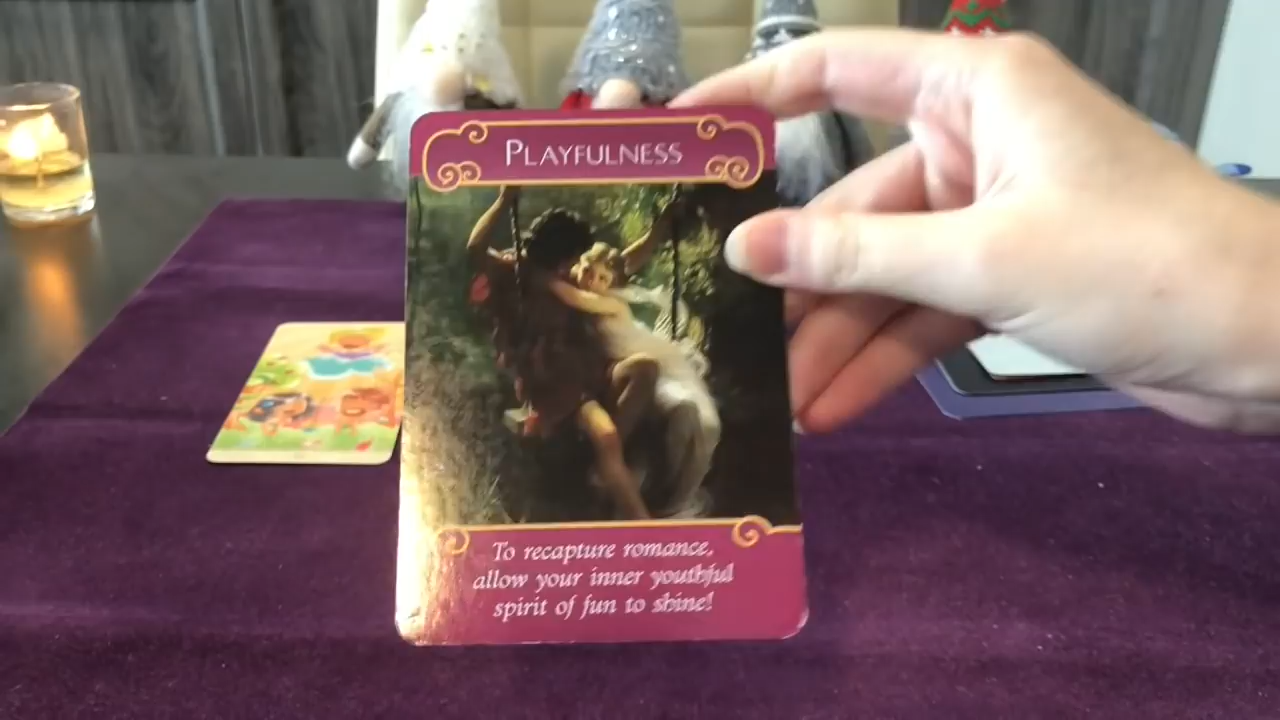 PLAYFULNESS
To recapture romance,
allow your inner youthful
spirit of fun to shine!